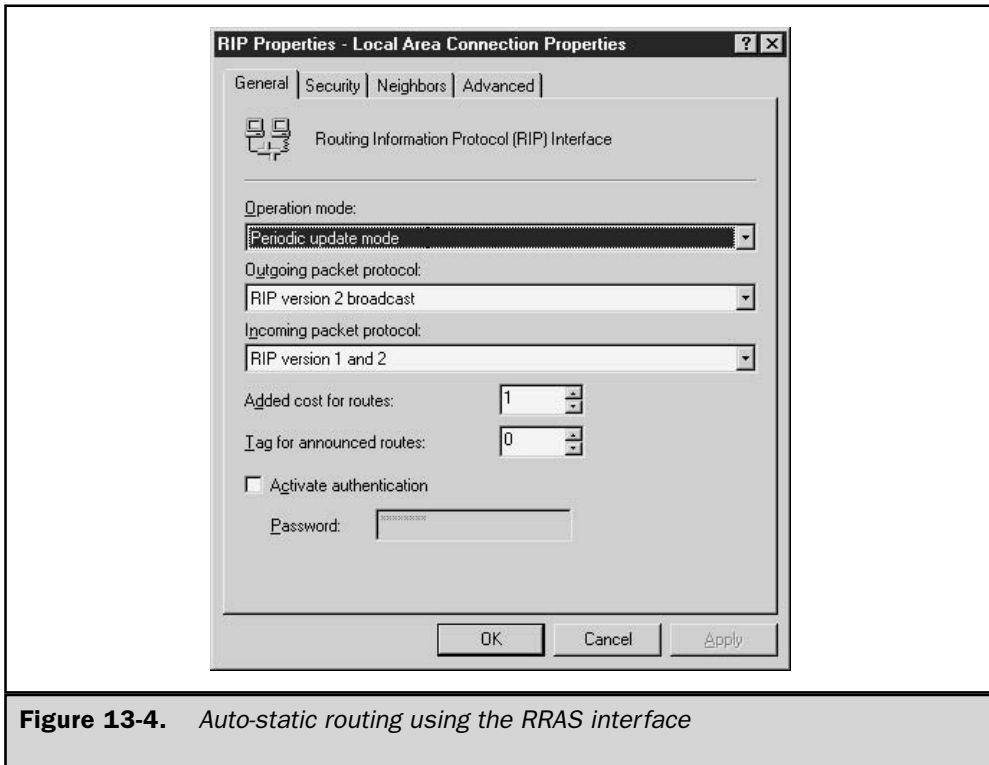 RIP Properties - Local Area Connection Properties
General Security Neighbors Advanced
Routing Information Protocol (RIP) Interface
Operation mode:
Periodic update mode
Outgoing packet protocol:
RIP version 2 broadcast
Incoming packet protocol:
RIP version 1 and 2
Added cost for routes: 1
Tag for announced routes: 0
Activate authentication
Password: ********
OK Cancel Apply
Figure 13-4. Auto-static routing using the RRAS interface